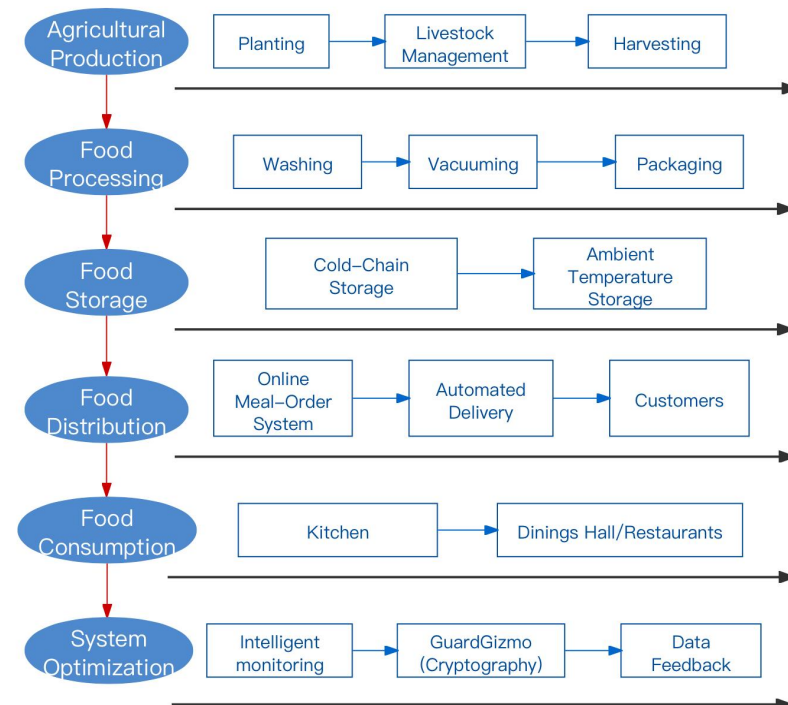 Agricultural
Production
Planting
Livestock
Management
Harvesting
Food
Processing
Washing
Vacuuming
Packaging
Food
Storage
Cold-Chain
Storage
Ambient
Temperature
Storage
Food
Distribution
Online
Meal-Order
System
Automated
Delivery
Customers
Food
Consumption
Kitchen
Dinings Hall/Restaurants
System
Optimization
Intelligent
monitoring
GuardGizmo
(Cryptography)
Data
Feedback